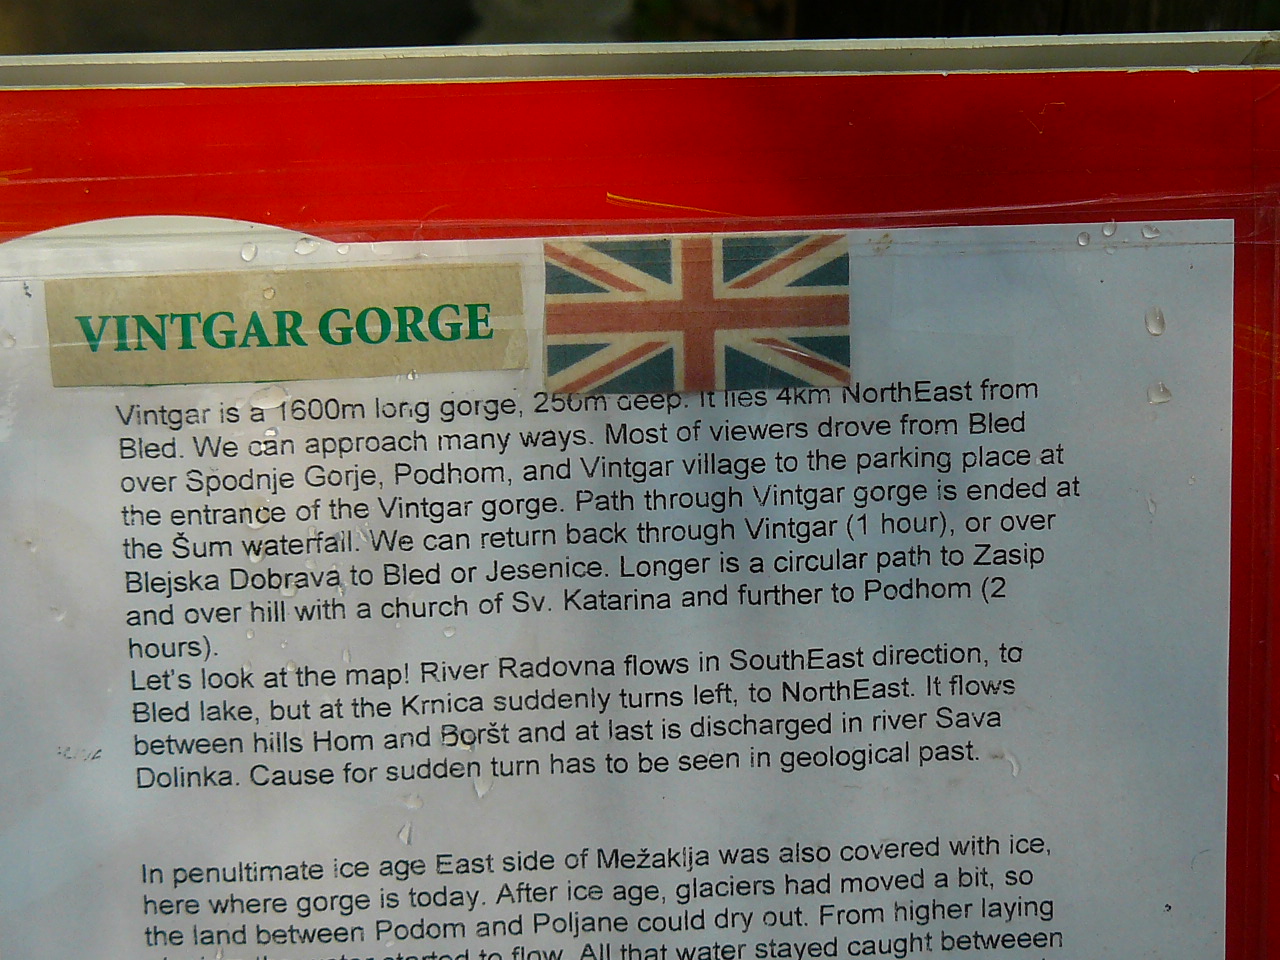 VINTGAR GORGE
Vintgar is a 1600m long gorge, 250m deep. It lies 4km NorthEast from
Bled. We can approach many ways. Most of viewers drove from Bled
over Spodnje Gorje, Podhom, and Vintgar village to the parking place at
the entrance of the Vintgar gorge. Path through Vintgar gorge is ended at
the Šum waterfall. We can return back through Vintgar (1 hour), or over
Blejska Dobrava to Bled or Jesenice. Longer is a circular path to Zasip
and over hill with a church of Sv. Katarina and further to Podhom (2
hours).
Let's look at the map! River Radovna flows in SouthEast direction, to
Bled lake, but at the Krnica suddenly turns left, to NorthEast. It flows
between hills Hom and Boršt and at last is discharged in river Sava
Dolinka. Cause for sudden turn has to be seen in geological past.
In penultimate ice age East side of Mežaklja was also covered with ice,
here where gorge is today. After ice age, glaciers had moved a bit, so
the land between Podom and Poljane could dry out. From higher laying
water started to flow. All that water stayed caught betweeen